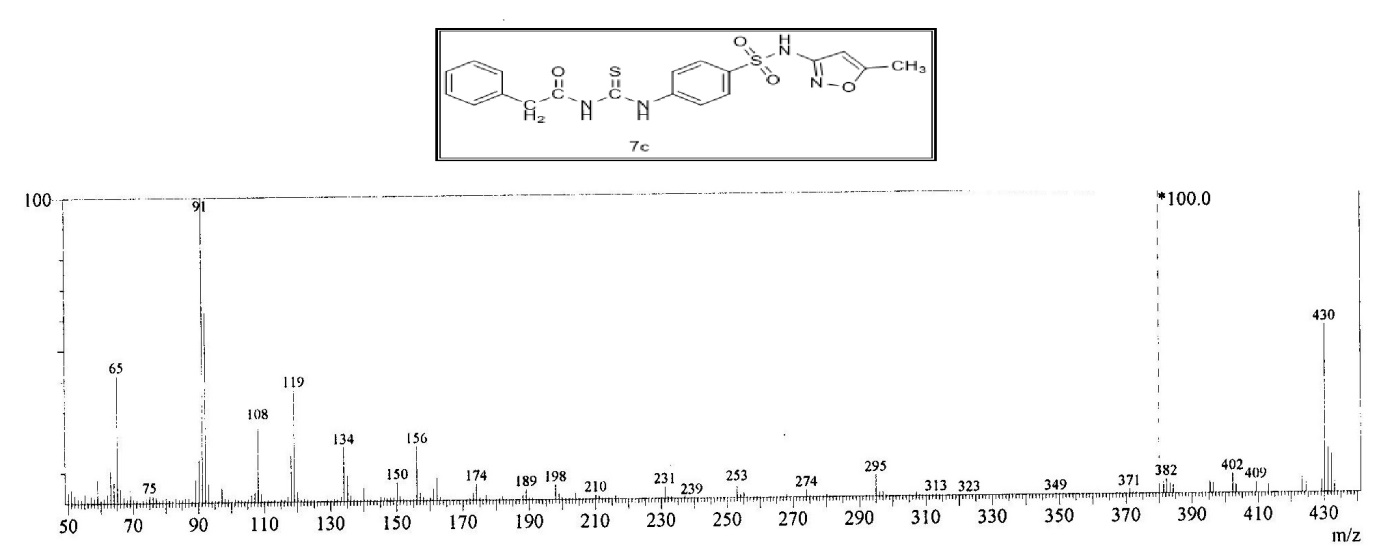 O S O NH
S
C C C N O CH₃
H₂ N N O
H H
7c
100 91 *100.0
430
65
119
108
134 156
75 150 174 189 198 210 231 239 253 274 295 313 323 349 371 382 402 409
50 70 90 110 130 150 170 190 210 230 250 270 290 310 330 350 370 390 410 430
m/z